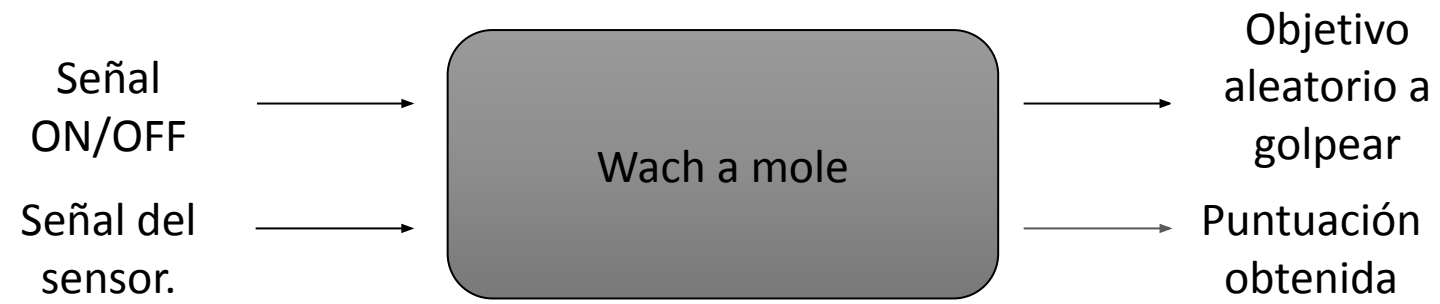 Señal
ON/OFF
Señal del
sensor.
Wach a mole
Objetivo
aleatorio a
golpear
Puntuación
obtenida